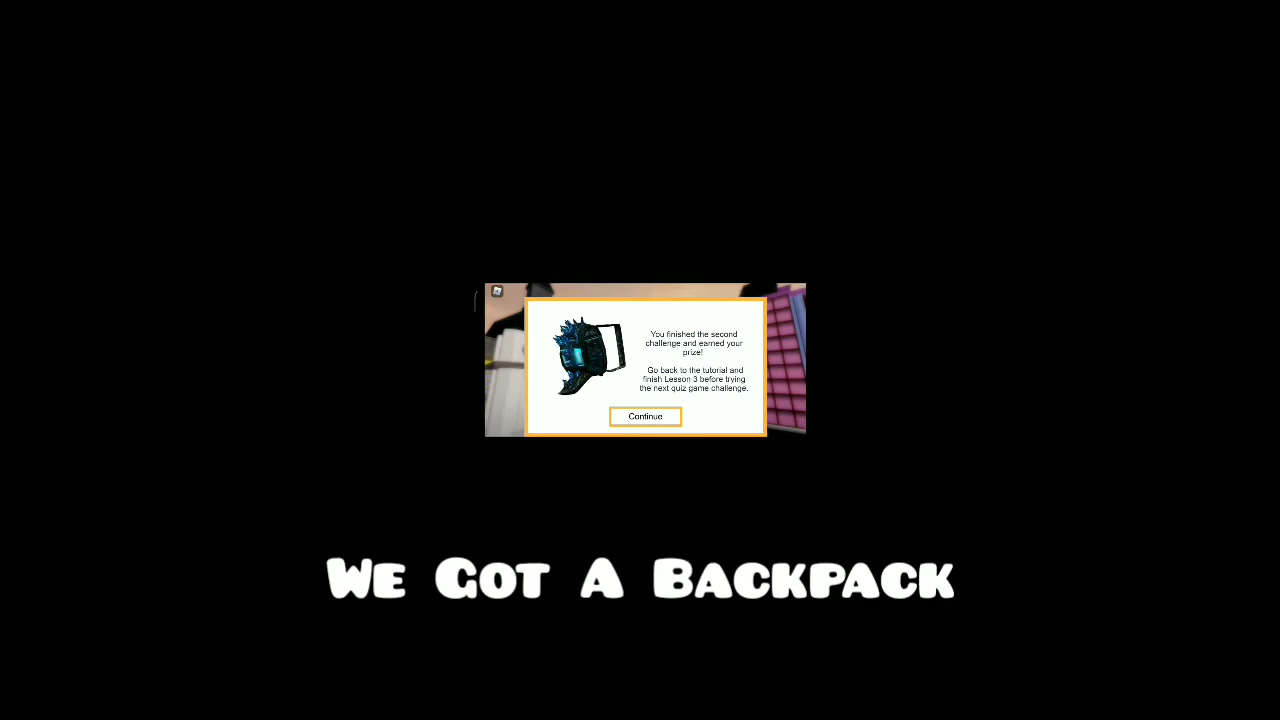 You finished the second
challenge and earned your
prize!
Go back to the tutorial and
finish Lesson 3 before trying
the next quiz game challenge.
Continue
We Got A Backpack